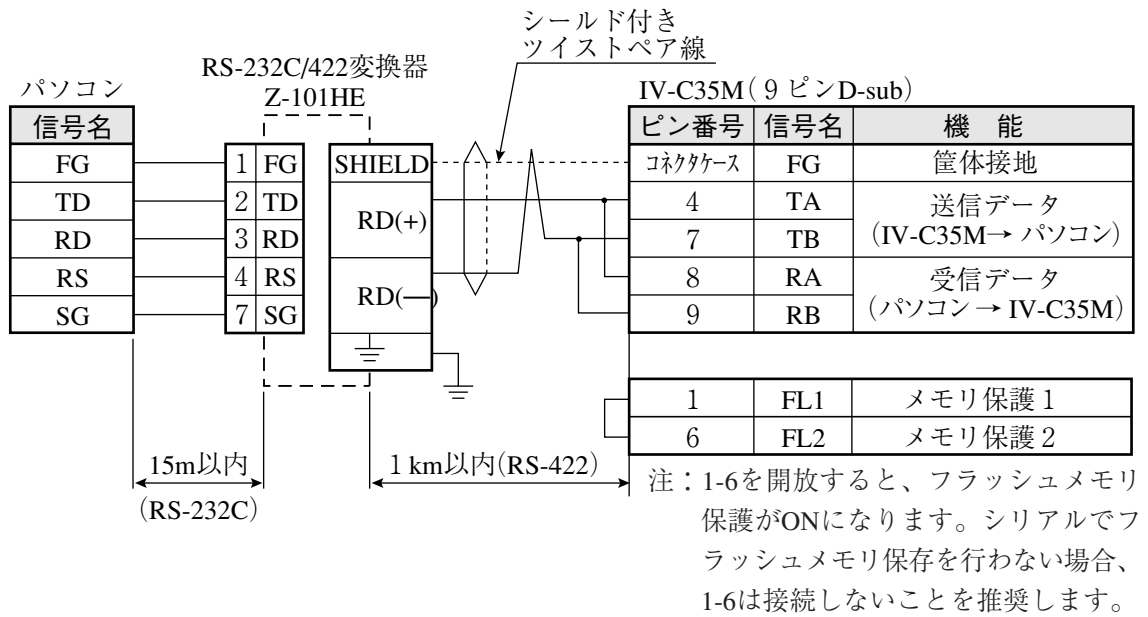 シールド付き
ツイストペア線
RS-232C/422変換器
Z-101HE
パソコン
信号名
FG
TD
RD
RS
SG
1 FG
2 TD
3 RD
4 RS
7 SG
SHIELD
RD(+)
RD(—)
IV-C35M(９ピンD-sub)
ピン番号 信号名 機　能
コネクタケース FG 筐体接地
4 TA 送信データ
7 TB (IV-C35M→ パソコン)
8 RA 受信データ
9 RB (パソコン → IV-C35M)
1 FL1 メモリ保護１
6 FL2 メモリ保護２
15m以内
(RS-232C)
１km以内(RS-422)
注：1-6を開放すると、フラッシュメモリ
保護がONになります。シリアルでフ
ラッシュメモリ保存を行わない場合、
1-6は接続しないことを推奨します。